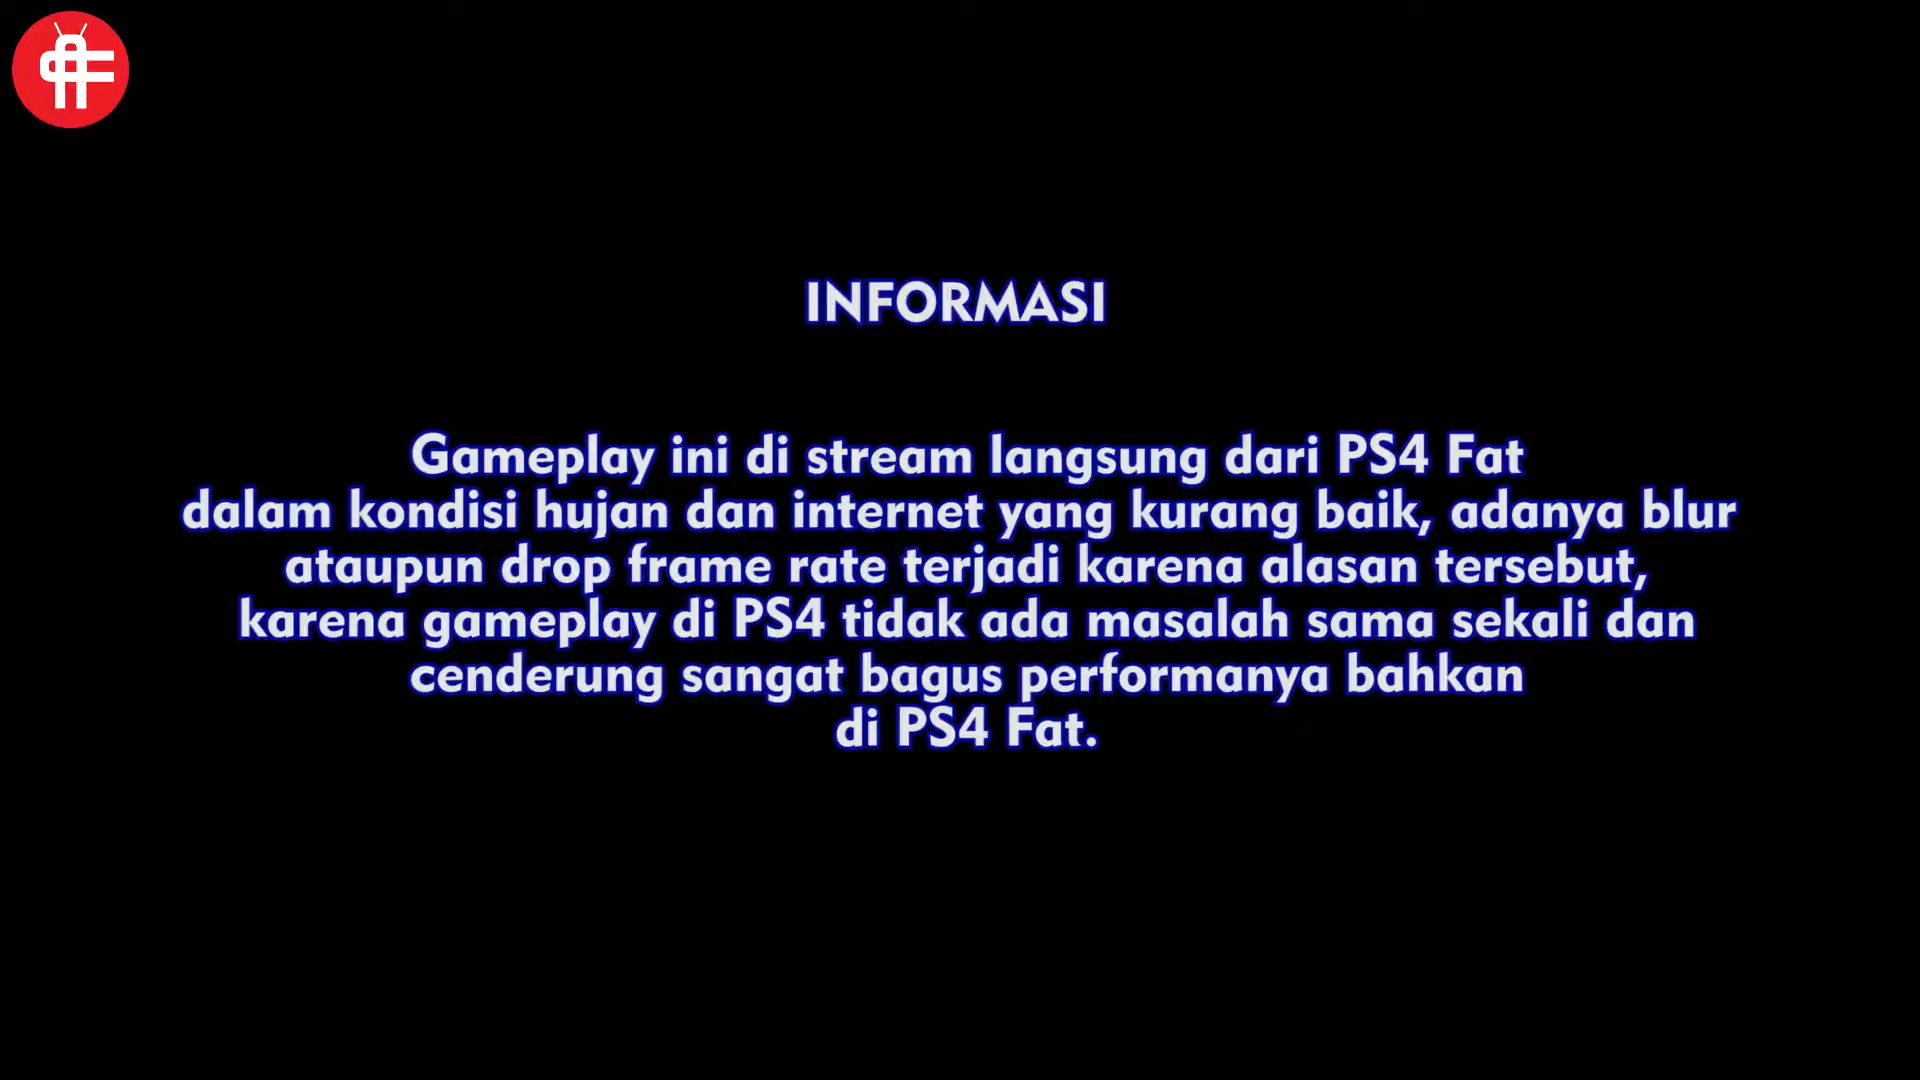 INFORMASI
Gameplay ini di stream langsung dari PS4 Fat
dalam kondisi hujan dan internet yang kurang baik, adanya blur
ataupun drop frame rate terjadi karena alasan tersebut,
karena gameplay di PS4 tidak ada masalah sama sekali dan
cenderung sangat bagus performanya bahkan
di PS4 Fat.